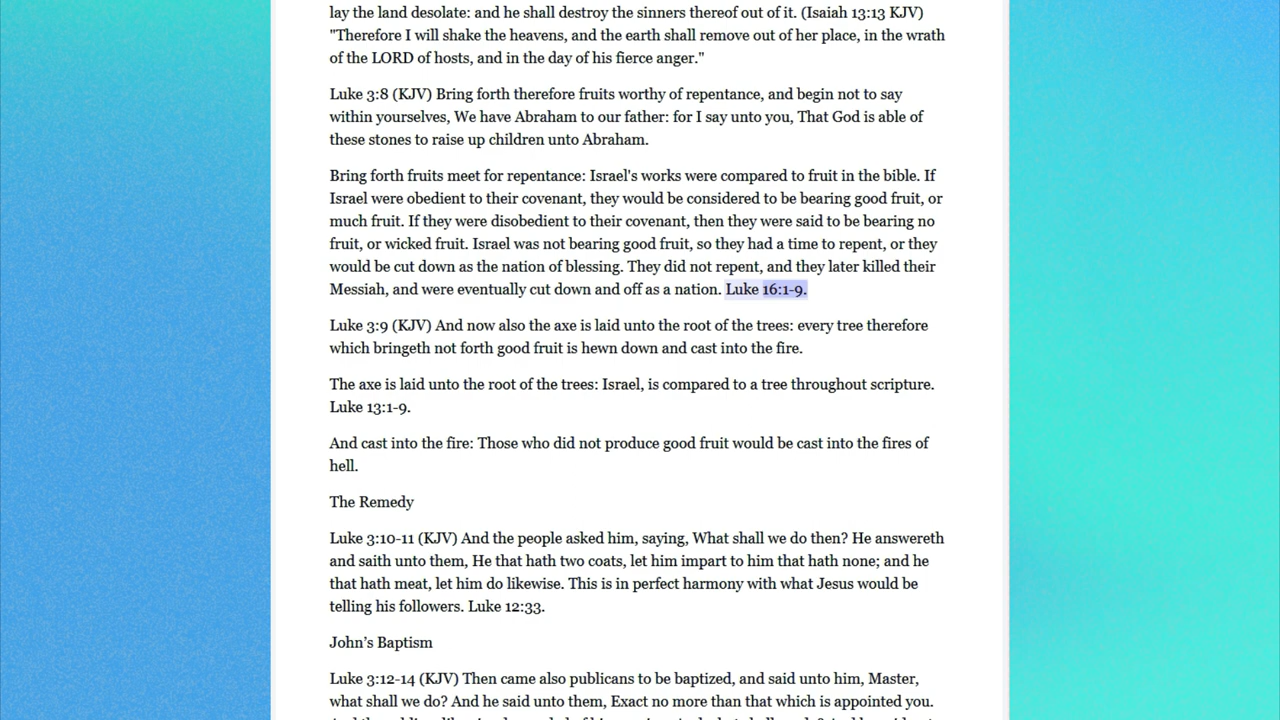 lay the land desolate: and he shall destroy the sinners thereof out of it. (Isaiah 13:13 KJV)
"Therefore I will shake the heavens, and the earth shall remove out of her place, in the wrath
of the LORD of hosts, and in the day of his fierce anger."
Luke 3:8 (KJV) Bring forth therefore fruits worthy of repentance, and begin not to say
within yourselves, We have Abraham to our father: for I say unto you, That God is able of
these stones to raise up children unto Abraham.
Bring forth fruits meet for repentance: Israel's works were compared to fruit in the bible. If
Israel were obedient to their covenant, they would be considered to be bearing good fruit, or
much fruit. If they were disobedient to their covenant, then they were said to be bearing no
fruit, or wicked fruit. Israel was not bearing good fruit, so they had a time to repent, or they
would be cut down as the nation of blessing. They did not repent, and they later killed their
Messiah, and were eventually cut down and off as a nation. Luke 16:1-9.
Luke 3:9 (KJV) And now also the axe is laid unto the root of the trees: every tree therefore
which bringeth not forth good fruit is hewn down and cast into the fire.
The axe is laid unto the root of the trees: Israel, is compared to a tree throughout scripture.
Luke 13:1-9.
And cast into the fire: Those who did not produce good fruit would be cast into the fires of
hell.
The Remedy
Luke 3:10-11 (KJV) And the people asked him, saying, What shall we do then? He answereth
and saith unto them, He that hath two coats, let him impart to him that hath none; and he
that hath meat, let him do likewise. This is in perfect harmony with what Jesus would be
telling his followers. Luke 12:33.
John’s Baptism
Luke 3:12-14 (KJV) Then came also publicans to be baptized, and said unto him, Master,
what shall we do? And he said unto them, Exact no more than that which is appointed you.